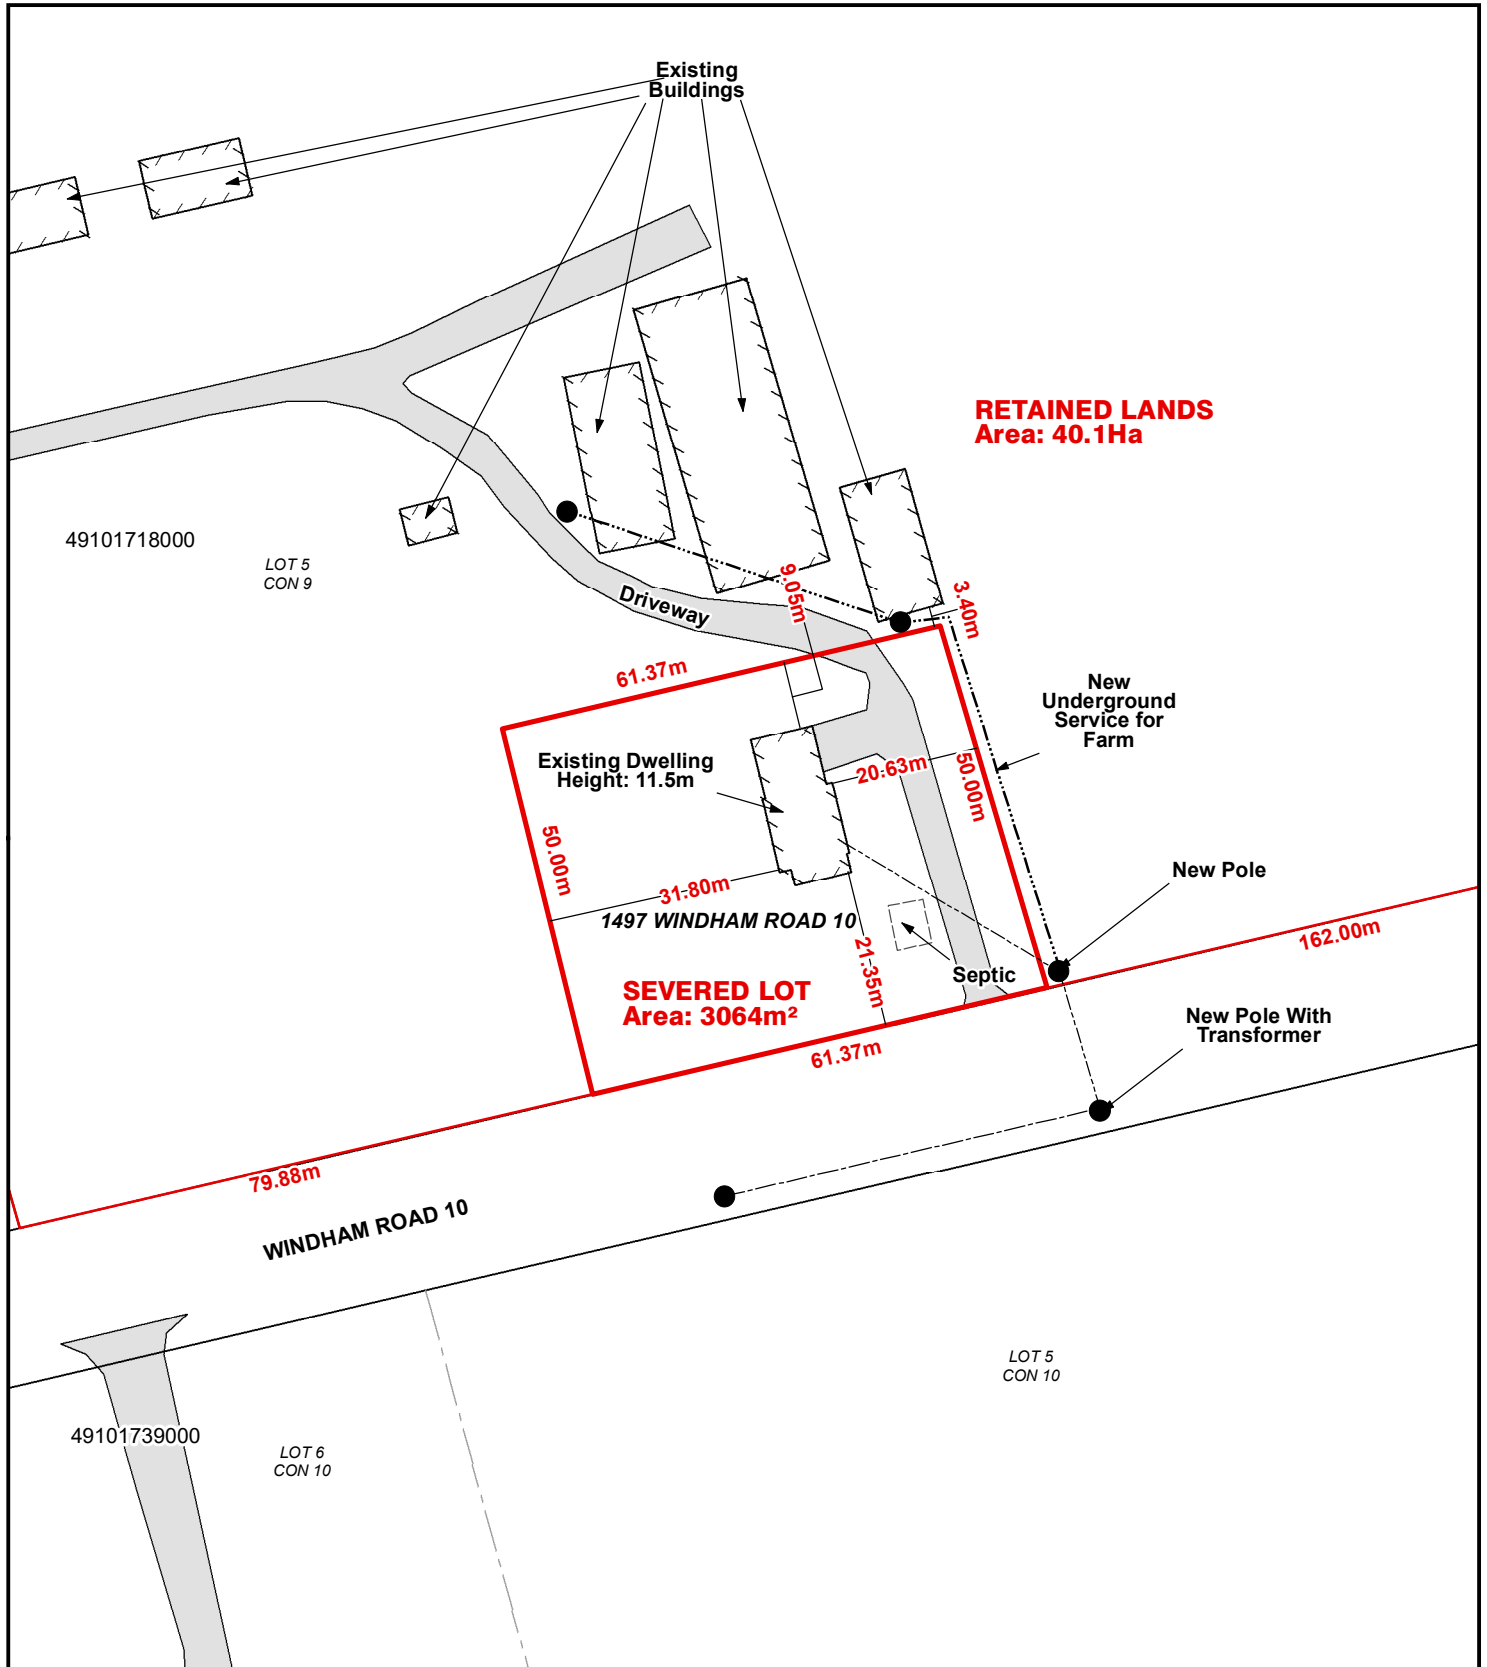 Existing
Buildings
RETAINED LANDS
Area: 40.1Ha
49101718000
LOT 5
CON 9
Driveway
9.05m
3.40m
61.37m
New
Underground
Service for
Farm
Existing Dwelling
Height: 11.5m
20.63m
50.00m
50.00m
31.80m
1497 WINDHAM ROAD 10
New Pole
162.00m
21.35m
Septic
SEVERED LOT
Area: 3064m²
New Pole With
Transformer
61.37m
79.88m
WINDHAM ROAD 10
LOT 5
CON 10
49101739000
LOT 6
CON 10